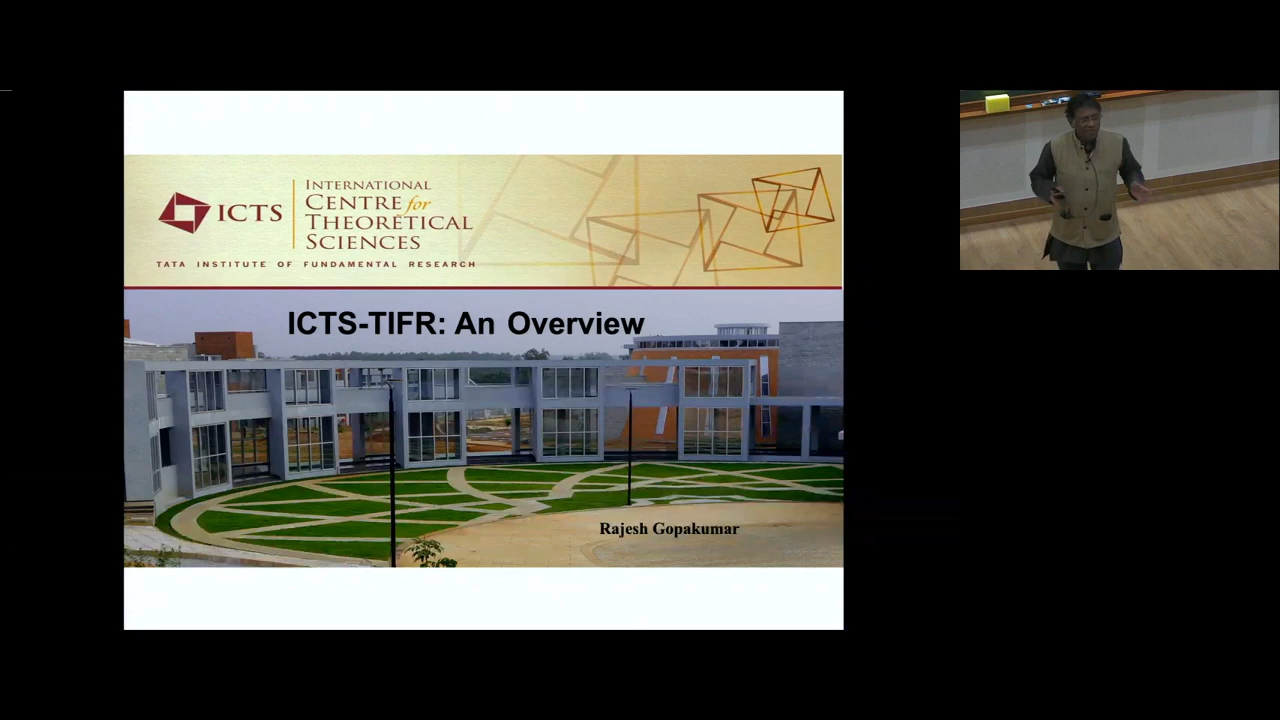 ICTS
INTERNATIONAL
CENTRE for
THEORETICAL
SCIENCES
TATA INSTITUTE OF FUNDAMENTAL RESEARCH
ICTS-TIFR: An Overview
Rajesh Gopakumar